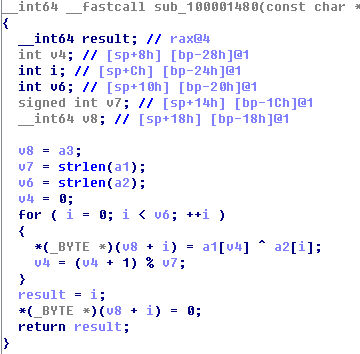 __int64 __fastcall sub_100001480(const char *
{
__int64 result; // rax@4
int v4; // [sp+8h] [bp-28h]@1
int i; // [sp+Ch] [bp-24h]@1
int v6; // [sp+10h] [bp-20h]@1
signed int v7; // [sp+14h] [bp-1Ch]@1
__int64 v8; // [sp+18h] [bp-18h]@1
v8 = a3;
v7 = strlen(a1);
v6 = strlen(a2);
v4 = 0;
for ( i = 0; i < v6; ++i )
{
*(_BYTE *)(v8 + i) = a1[v4] ^ a2[i];
v4 = (v4 + 1) % v7;
}
result = i;
*(_BYTE *)(v8 + i) = 0;
return result;
}